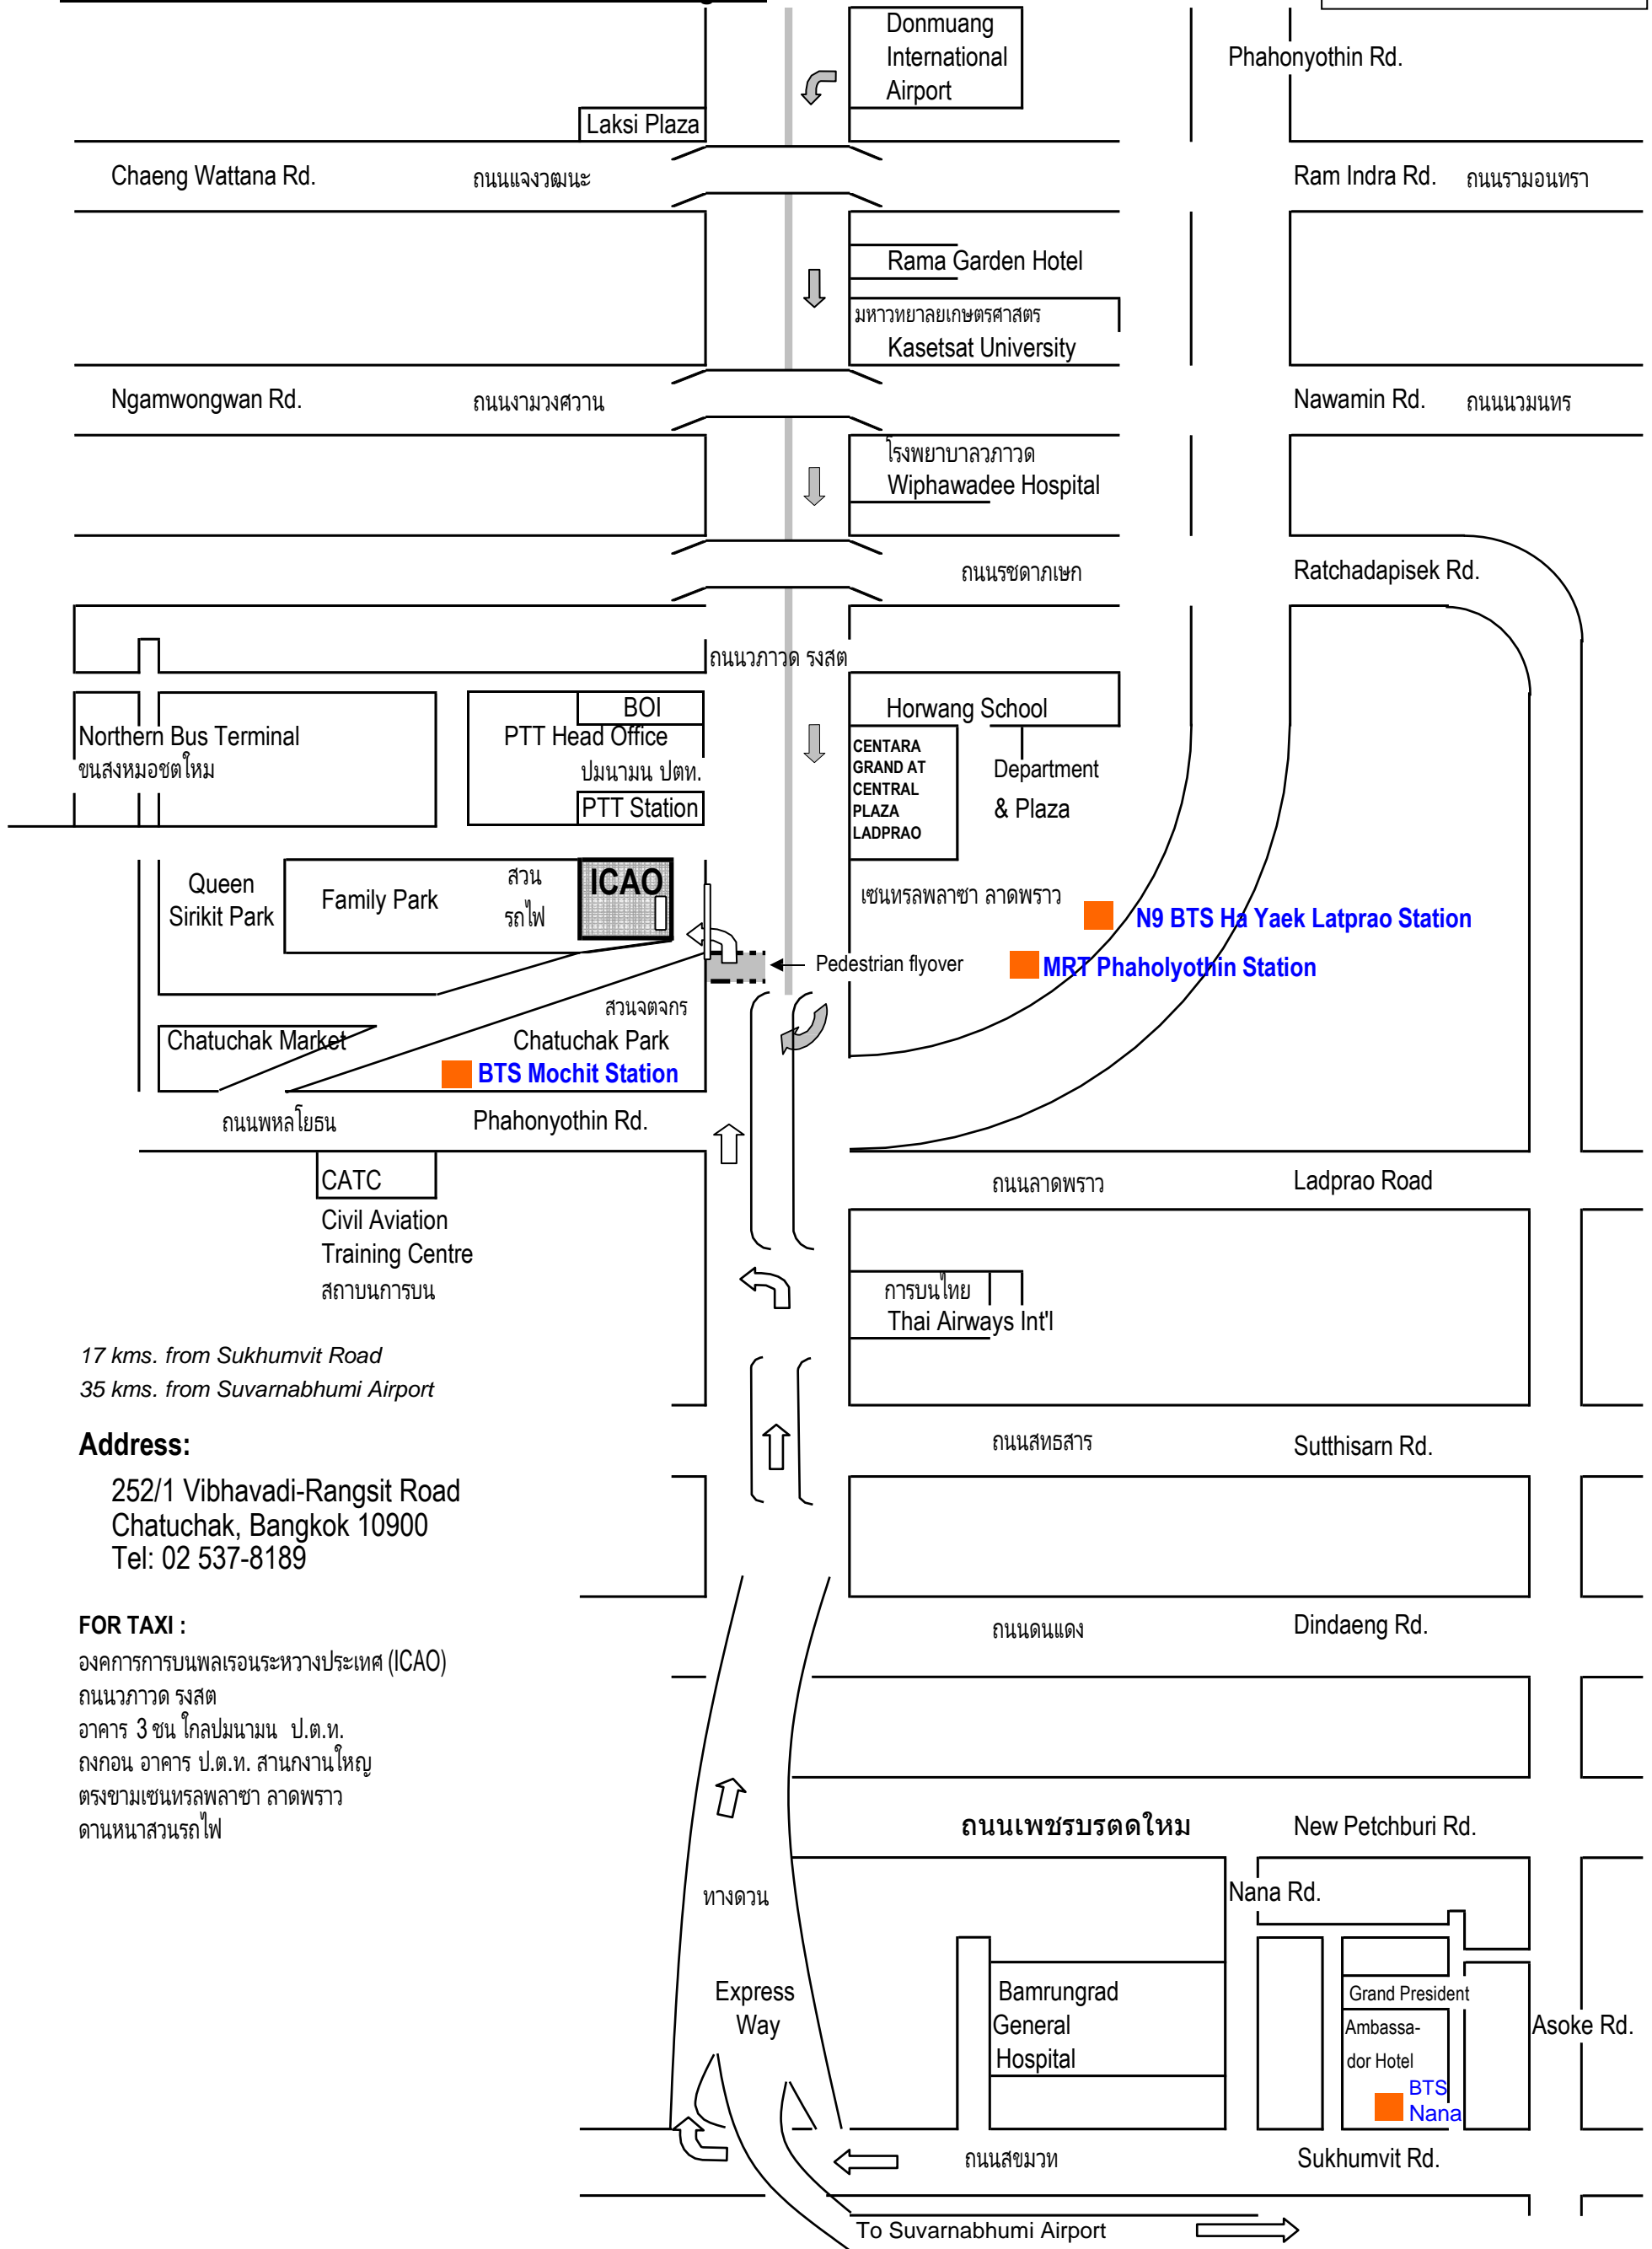 Donmuang
International
Airport
Phahonyothin Rd.
Laksi Plaza
Chaeng Wattana Rd.
ถนนแจงวฒนะ
Ram Indra Rd.
ถนนรามอนทรา
Rama Garden Hotel
มหาวทยาลยเกษตรศาสตร
Kasetsat University
Ngamwongwan Rd.
ถนนงามวงศวาน
Nawamin Rd.
ถนนนวมนทร
โรงพยาบาลวภาวด
Wiphawadee Hospital
ถนนรชดาภเษก
Ratchadapisek Rd.
ถนนวภาวด รงสต
BOI
Horwang School
Northern Bus Terminal
ขนสงหมอชตใหม
PTT Head Office
ปมนามน ปตท.
PTT Station
CENTARA
GRAND AT
CENTRAL
PLAZA
LADPRAO
Department
& Plaza
Queen
Sirikit Park
Family Park
สวน
รถไฟ
ICAO
เซนทรลพลาซา ลาดพราว
N9 BTS Ha Yaek Latprao Station
Pedestrian flyover
MRT Phaholyothin Station
สวนจตจกร
Chatuchak Market
Chatuchak Park
BTS Mochit Station
ถนนพหลโยธน
Phahonyothin Rd.
CATC
Civil Aviation
Training Centre
สถาบนการบน
ถนนลาดพราว
Ladprao Road
การบนไทย
Thai Airways Int'l
17 kms. from Sukhumvit Road
35 kms. from Suvarnabhumi Airport
Address:
252/1 Vibhavadi-Rangsit Road
Chatuchak, Bangkok 10900
Tel: 02 537-8189
ถนนสทธสาร
Sutthisarn Rd.
FOR TAXI :
องคการการบนพลเรอนระหวางประเทศ (ICAO)
ถนนวภาวด รงสต
อาคาร 3 ชน ใกลปมนามน ป.ต.ท.
ถงกอน อาคาร ป.ต.ท. สานกงานใหญ
ตรงขามเซนทรลพลาซา ลาดพราว
ดานหนาสวนรถไฟ
ถนนดนแดง
Dindaeng Rd.
ถนนเพชรบรตดใหม
New Petchburi Rd.
ทางดวน
Nana Rd.
Express
Way
Bamrungrad
General
Hospital
Grand President
Ambassa-
dor Hotel
BTS
Nana
Asoke Rd.
ถนนสขมวท
Sukhumvit Rd.
To Suvarnabhumi Airport